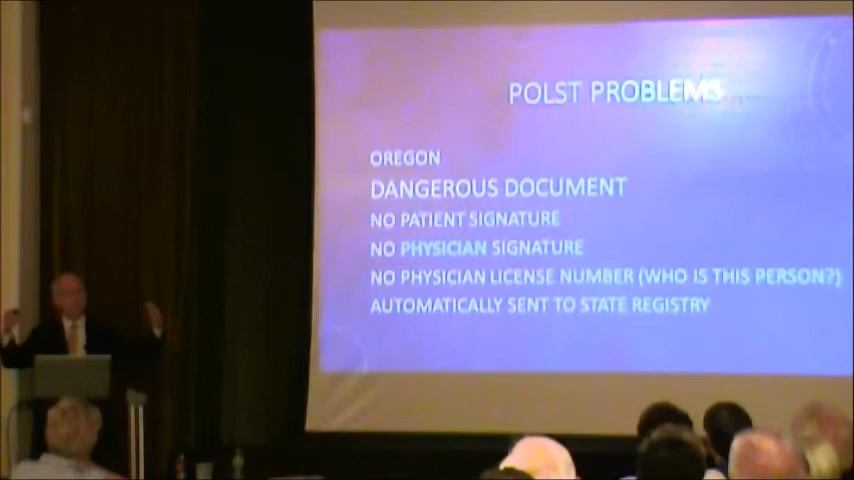 POLST PROBLEMS
OREGON
DANGEROUS DOCUMENT
NO PATIENT SIGNATURE
NO PHYSICIAN SIGNATURE
NO PHYSICIAN LICENSE NUMBER (WHO IS THIS PERSON?)
AUTOMATICALLY SENT TO STATE REGISTRY